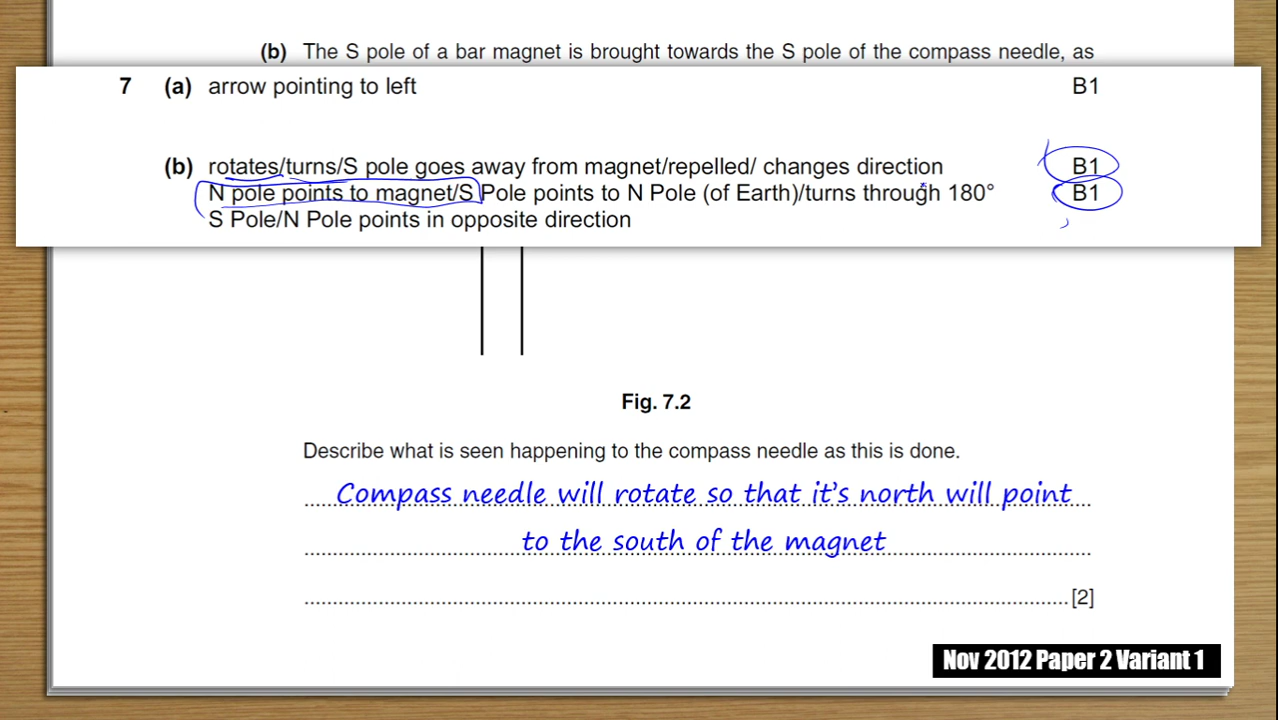 (b) The S pole of a bar magnet is brought towards the S pole of the compass needle, as
7 (a) arrow pointing to left B1
(b) rotates/turns/S pole goes away from magnet/repelled/ changes direction B1
N pole points to magnet/S Pole points to N Pole (of Earth)/turns through 180° B1
S Pole/N Pole points in opposite direction
Fig. 7.2
Describe what is seen happening to the compass needle as this is done.
Compass needle will rotate so that it's north will point
to the south of the magnet
[2]
Nov 2012 Paper 2 Variant 1